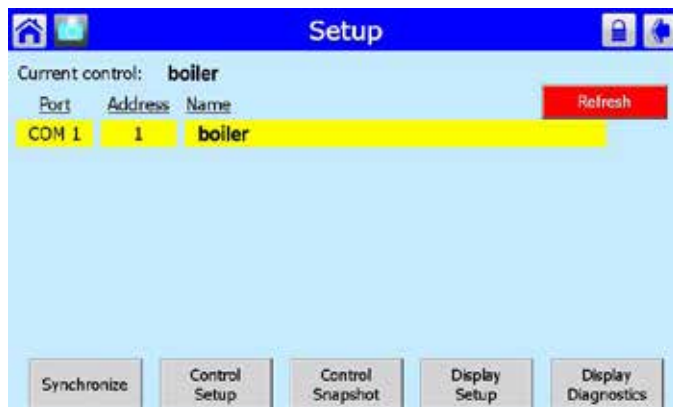 Setup
Current control: boiler
Port Address Name
Refresh
COM 1 1 boiler
Synchronize
Control Setup
Control Snapshot
Display Setup
Display Diagnostics